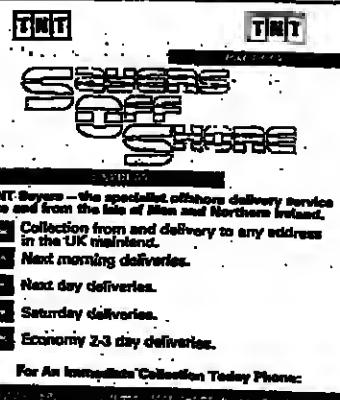 TNT TNT
EXPRESS
Sayers
Off
Shore
EXPRESS
NT Sayers – the specialist offshore delivery service
to and from the Isle of Man and Northern Ireland.
Collection from and delivery to any address
in the UK mainland.
Next morning deliveries.
Next day deliveries.
Saturday deliveries.
Economy 2-3 day deliveries.
For An Immediate Collection Today Phone: